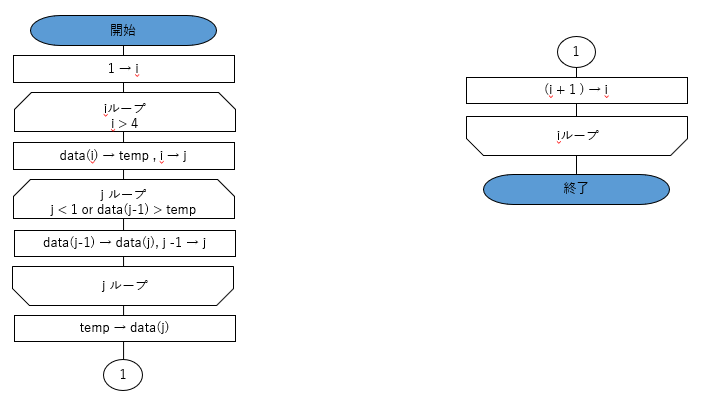 開始
1 → i
iループ
i > 4
data(i) → temp , i → j
j ループ
j < 1 or data(j-1) > temp
data(j-1) → data(j), j -1 → j
j ループ
temp → data(j)
1
1
(i + 1 ) → i
iループ
終了